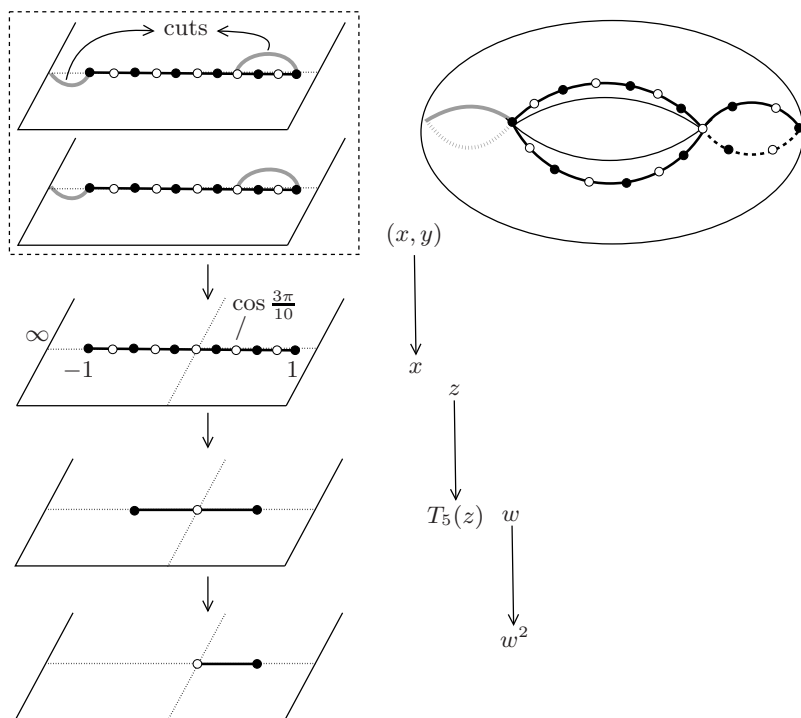 cuts
(x, y)
cos 3π/10
∞
−1
1
x
z
T₅(z)
w
w²